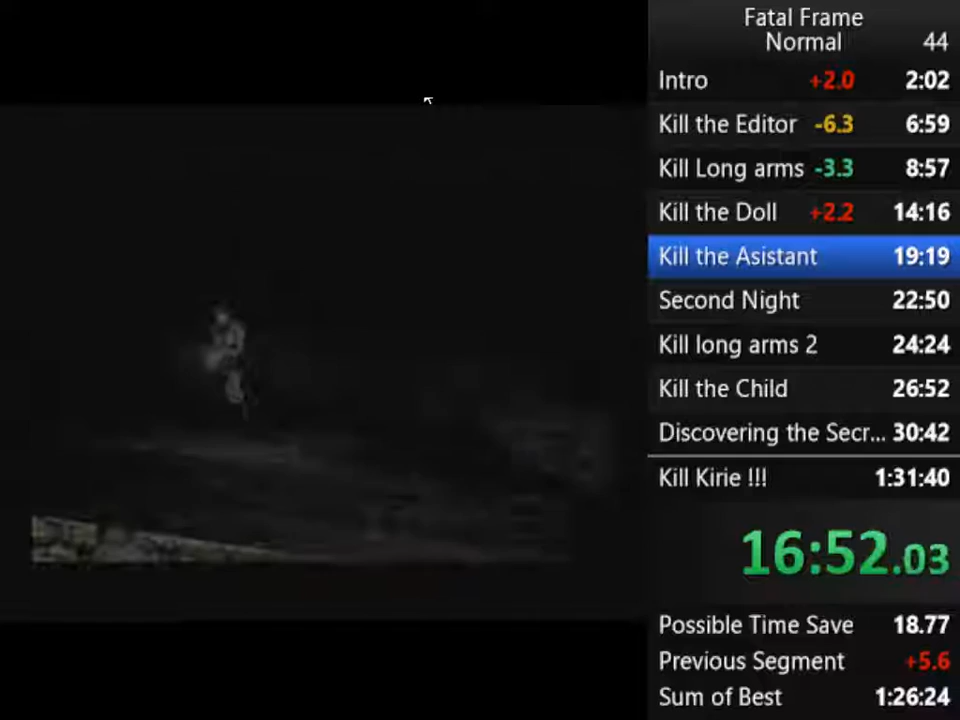 Fatal Frame
Normal 44
Intro +2.0 2:02
Kill the Editor -6.3 6:59
Kill Long arms -3.3 8:57
Kill the Doll +2.2 14:16
Kill the Asistant 19:19
Second Night 22:50
Kill long arms 2 24:24
Kill the Child 26:52
Discovering the Secr... 30:42
Kill Kirie !!! 1:31:40
16:52.03
Possible Time Save 18.77
Previous Segment +5.6
Sum of Best 1:26:24